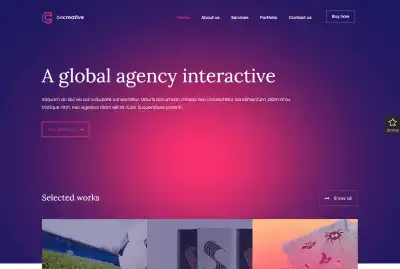 becreative
Home About us Services Portfolio Contact us Buy now
A global agency interactive
Aliquam ac dui vel dui vulputate consectetur. Mauris accumsan, massa non consectetur condimentum, diam arcu
tristique nibh, nec egestas diam elit at nulla. Suspendisse potenti.
Selected works
Show all